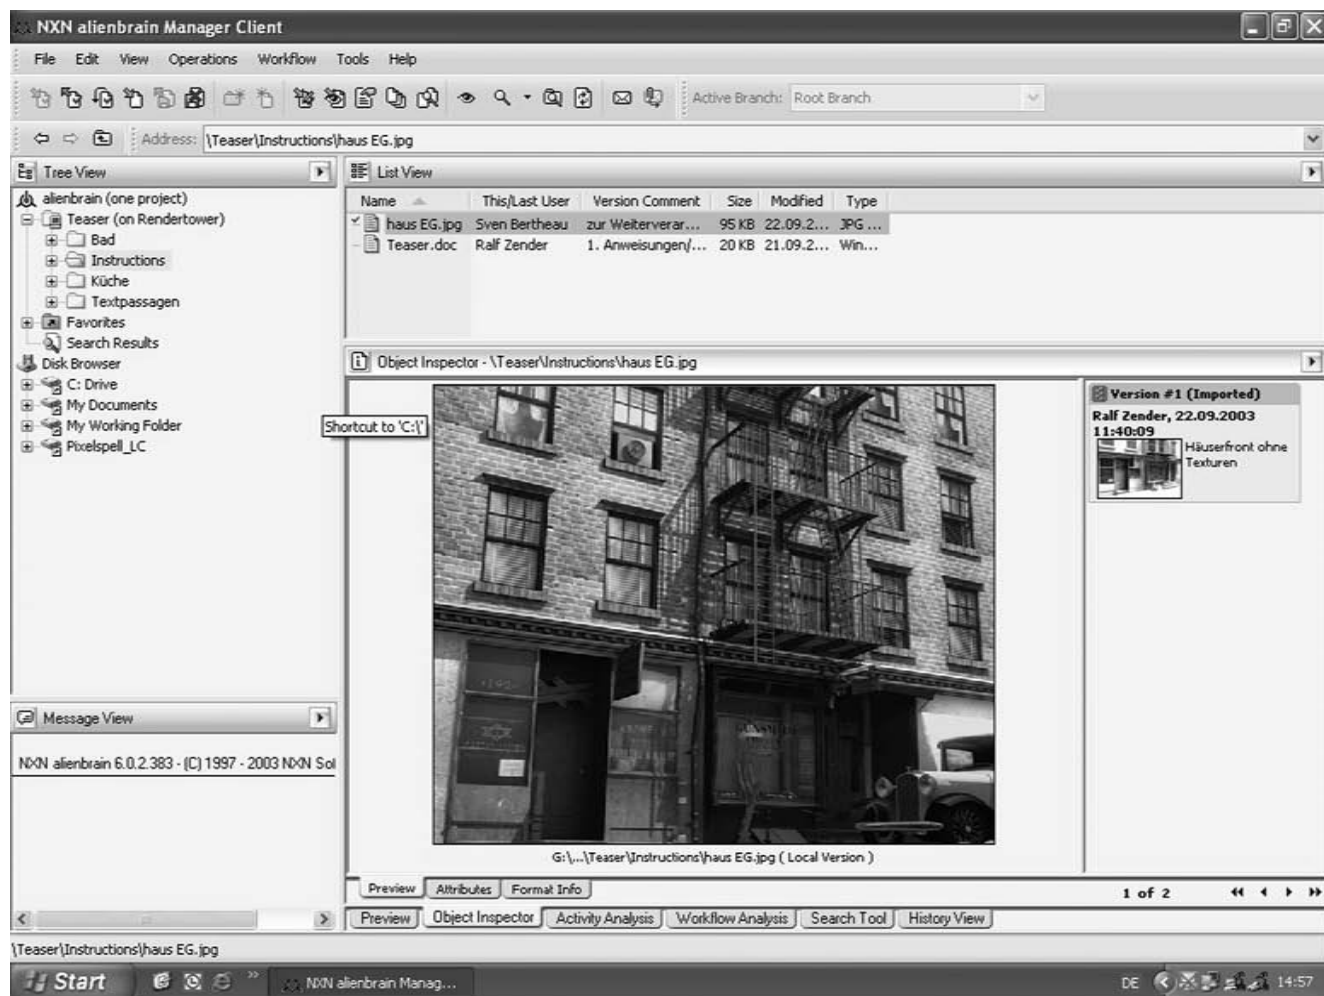 NXN alienbrain Manager Client
File Edit View Operations Workflow Tools Help
Active Branch: Root Branch
Address: \Teaser\Instructions\haus EG.jpg
Tree View
alienbrain (one project)
Teaser (on Rendertower)
Bad
Instructions
Küche
Textpassagen
Favorites
Search Results
Disk Browser
C: Drive
My Documents
My Working Folder
Pixelspell_LC
Shortcut to 'C:\'
List View
Name This/Last User Version Comment Size Modified Type
haus EG.jpg Sven Bertheau zur Weiterverar... 95 KB 22.09.2... JPG ...
Teaser.doc Ralf Zender 1. Anweisungen/... 20 KB 21.09.2... Win...
Object Inspector - \Teaser\Instructions\haus EG.jpg
Version #1 (Imported)
Ralf Zender, 22.09.2003
11:40:09
Häuserfront ohne
Texturen
G:\...\Teaser\Instructions\haus EG.jpg ( Local Version )
Preview Attributes Format Info
1 of 2
Preview Object Inspector Activity Analysis Workflow Analysis Search Tool History View
Message View
NXN alienbrain 6.0.2.383 - (C) 1997 - 2003 NXN Sol
\Teaser\Instructions\haus EG.jpg
Start
NXN alienbrain Manag...
DE
14:57